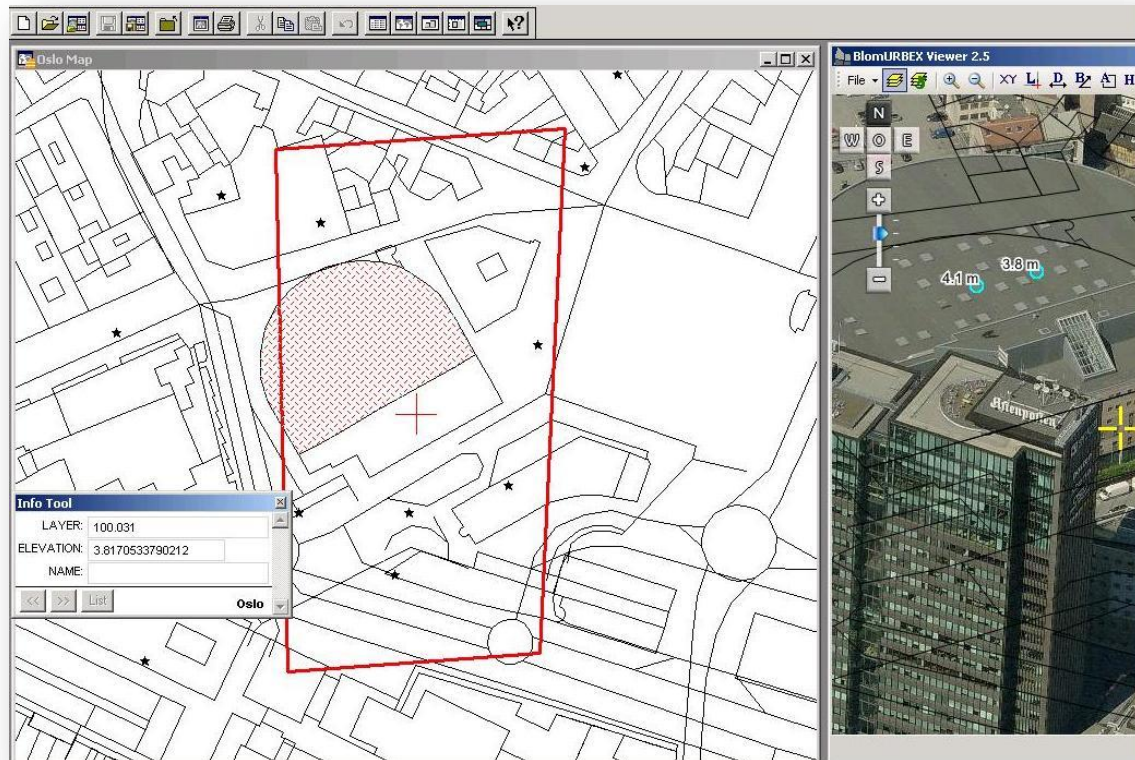 Oslo Map
BlomURBEX Viewer 2.5
File
XY L D B A H
N
W O E
S
4.1 m
3.8 m
Aftenposten
Info Tool
LAYER: 100.031
ELEVATION: 3.8170533790212
NAME:
<< >> List Oslo